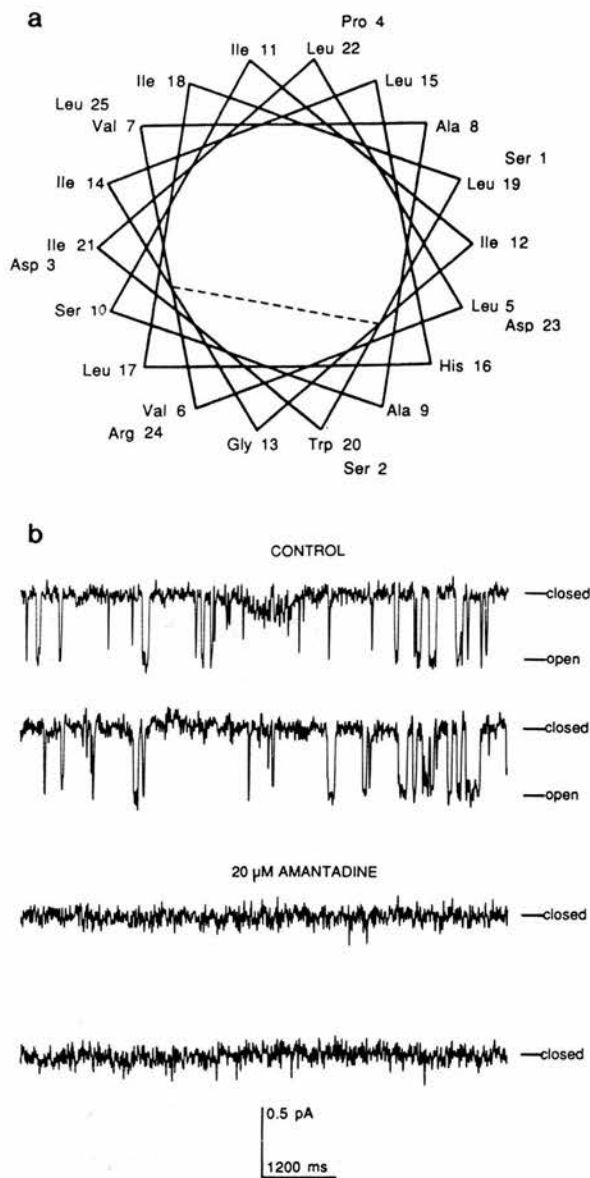 a
Pro 4
Ile 11 Leu 22
Ile 18 Leu 15
Leu 25
Val 7 Ala 8
Ser 1
Ile 14 Leu 19
Ile 21 Ile 12
Asp 3
Ser 10 Leu 5
Asp 23
Leu 17 His 16
Val 6 Ala 9
Arg 24 Gly 13 Trp 20
Ser 2
b
CONTROL
closed
open
closed
open
20 µM AMANTADINE
closed
closed
0.5 pA
1200 ms